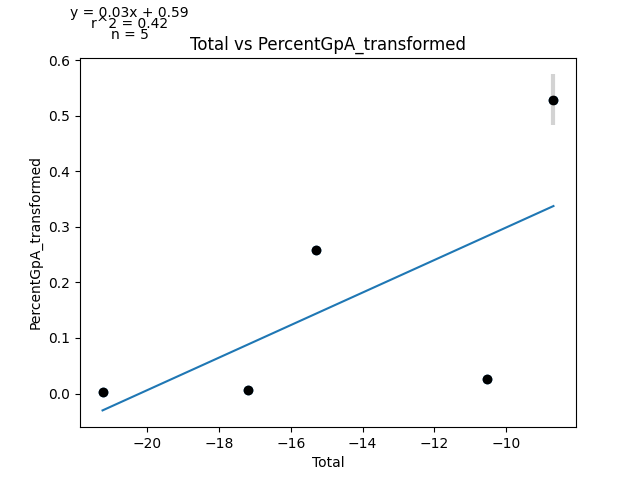 y = 0.03x + 0.59
r^2 = 0.42
n = 5
Total vs PercentGpA_transformed
0.6
0.5
0.4
0.3
0.2
0.1
0.0
PercentGpA_transformed
−20
−18
−16
−14
−12
−10
Total